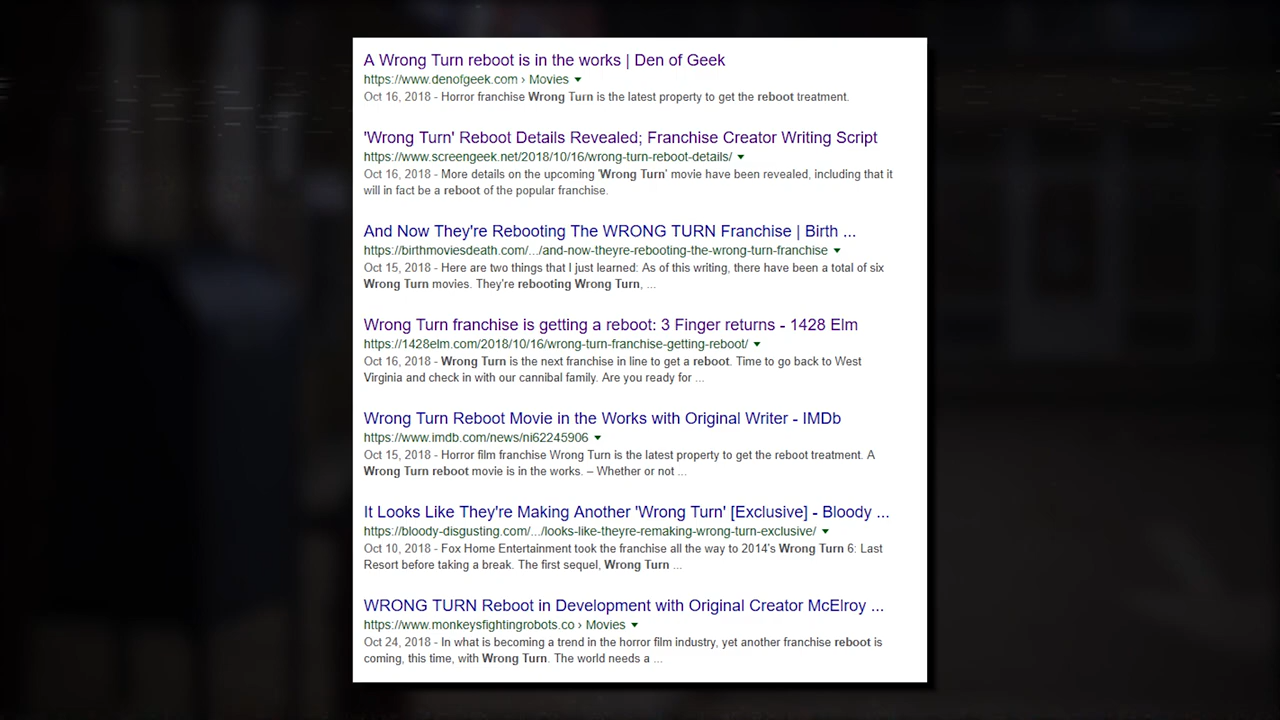 A Wrong Turn reboot is in the works | Den of Geek
https://www.denofgeek.com › Movies
Oct 16, 2018 - Horror franchise Wrong Turn is the latest property to get the reboot treatment.
'Wrong Turn' Reboot Details Revealed; Franchise Creator Writing Script
https://www.screengeek.net/2018/10/16/wrong-turn-reboot-details/
Oct 16, 2018 - More details on the upcoming 'Wrong Turn' movie have been revealed, including that it
will in fact be a reboot of the popular franchise.
And Now They're Rebooting The WRONG TURN Franchise | Birth ...
https://birthmoviesdeath.com/.../and-now-theyre-rebooting-the-wrong-turn-franchise
Oct 15, 2018 - Here are two things that I just learned: As of this writing, there have been a total of six
Wrong Turn movies. They're rebooting Wrong Turn, ...
Wrong Turn franchise is getting a reboot: 3 Finger returns - 1428 Elm
https://1428elm.com/2018/10/16/wrong-turn-franchise-getting-reboot/
Oct 16, 2018 - Wrong Turn is the next franchise in line to get a reboot. Time to go back to West
Virginia and check in with our cannibal family. Are you ready for ...
Wrong Turn Reboot Movie in the Works with Original Writer - IMDb
https://www.imdb.com/news/ni62245906
Oct 15, 2018 - Horror film franchise Wrong Turn is the latest property to get the reboot treatment. A
Wrong Turn reboot movie is in the works. – Whether or not ...
It Looks Like They're Making Another 'Wrong Turn' [Exclusive] - Bloody ...
https://bloody-disgusting.com/.../looks-like-theyre-remaking-wrong-turn-exclusive/
Oct 10, 2018 - Fox Home Entertainment took the franchise all the way to 2014's Wrong Turn 6: Last
Resort before taking a break. The first sequel, Wrong Turn ...
WRONG TURN Reboot in Development with Original Creator McElroy ...
https://www.monkeysfightingrobots.co › Movies
Oct 24, 2018 - In what is becoming a trend in the horror film industry, yet another franchise reboot is
coming, this time, with Wrong Turn. The world needs a ...